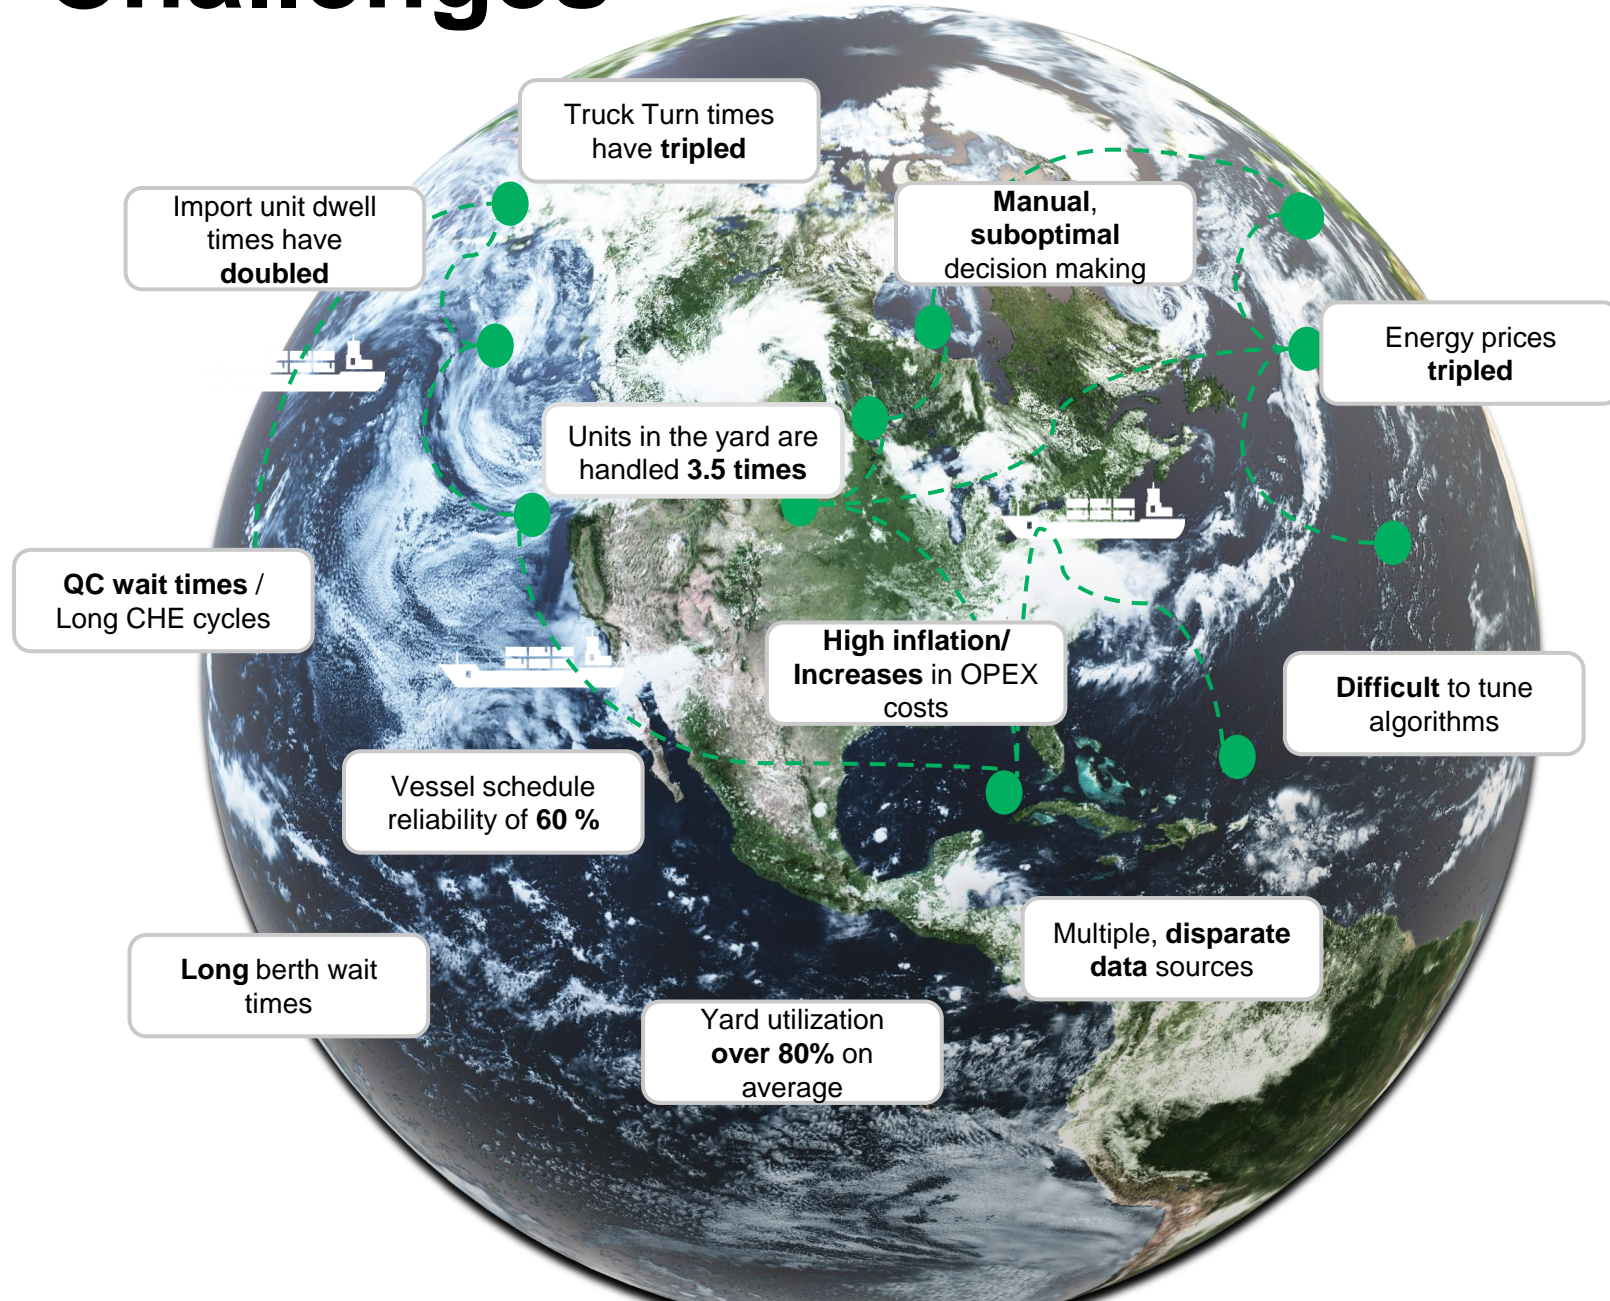 Challenges
Truck Turn times
have tripled
Import unit dwell
times have
doubled
Manual,
suboptimal
decision making
Energy prices
tripled
Units in the yard are
handled 3.5 times
QC wait times /
Long CHE cycles
High inflation/
Increases in OPEX
costs
Difficult to tune
algorithms
Vessel schedule
reliability of 60 %
Multiple, disparate
data sources
Long berth wait
times
Yard utilization
over 80% on
average